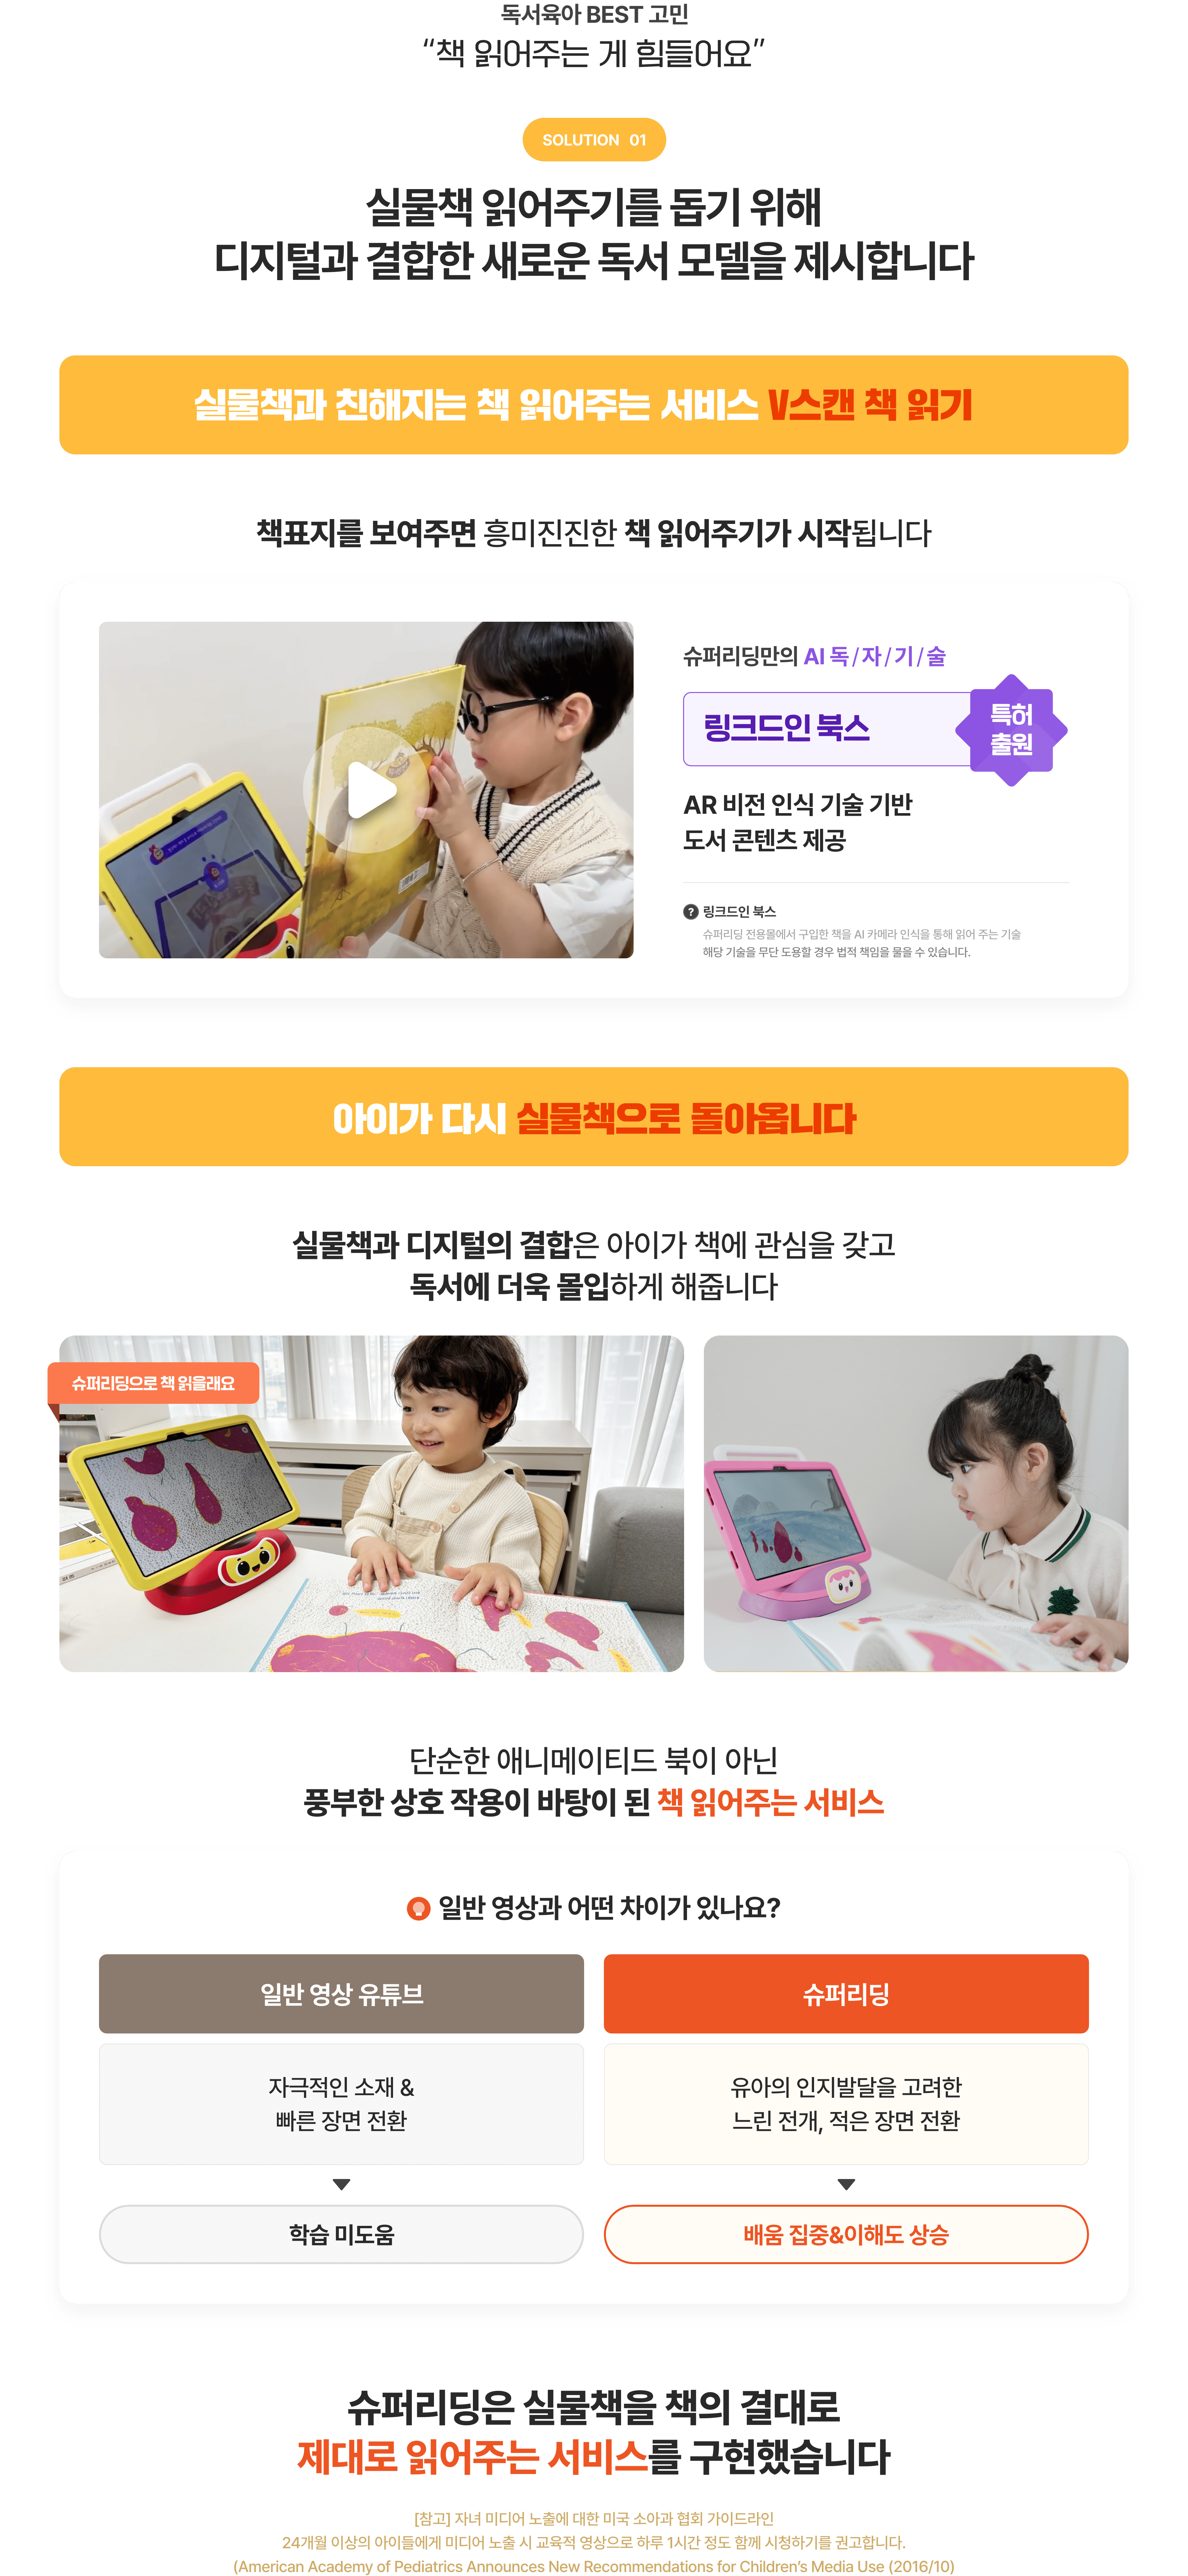 독서육아 BEST 고민
“책 읽어주는 게 힘들어요”
SOLUTION 01
실물책 읽어주기를 돕기 위해
디지털과 결합한 새로운 독서 모델을 제시합니다
실물책과 친해지는 책 읽어주는 서비스 V스캔 책 읽기
책표지를 보여주면 흥미진진한 책 읽어주기가 시작됩니다
슈퍼리딩만의 AI 독/자/기/술
링크드인 북스
특허
출원
AR 비전 인식 기술 기반
도서 콘텐츠 제공
? 링크드인 북스
슈퍼리딩 전용몰에서 구입한 책을 AI 카메라 인식을 통해 읽어 주는 기술
해당 기술을 무단 도용할 경우 법적 책임을 물을 수 있습니다.
아이가 다시 실물책으로 돌아옵니다
실물책과 디지털의 결합은 아이가 책에 관심을 갖고
독서에 더욱 몰입하게 해줍니다
슈퍼리딩으로 책 읽을래요
단순한 애니메이티드 북이 아닌
풍부한 상호 작용이 바탕이 된 책 읽어주는 서비스
일반 영상과 어떤 차이가 있나요?
일반 영상 유튜브
슈퍼리딩
자극적인 소재 &
빠른 장면 전환
유아의 인지발달을 고려한
느린 전개, 적은 장면 전환
학습 미도움
배움 집중&이해도 상승
슈퍼리딩은 실물책을 책의 결대로
제대로 읽어주는 서비스를 구현했습니다
[참고] 자녀 미디어 노출에 대한 미국 소아과 협회 가이드라인
24개월 이상의 아이들에게 미디어 노출 시 교육적 영상으로 하루 1시간 정도 함께 시청하기를 권고합니다.
(American Academy of Pediatrics Announces New Recommendations for Children’s Media Use (2016/10)